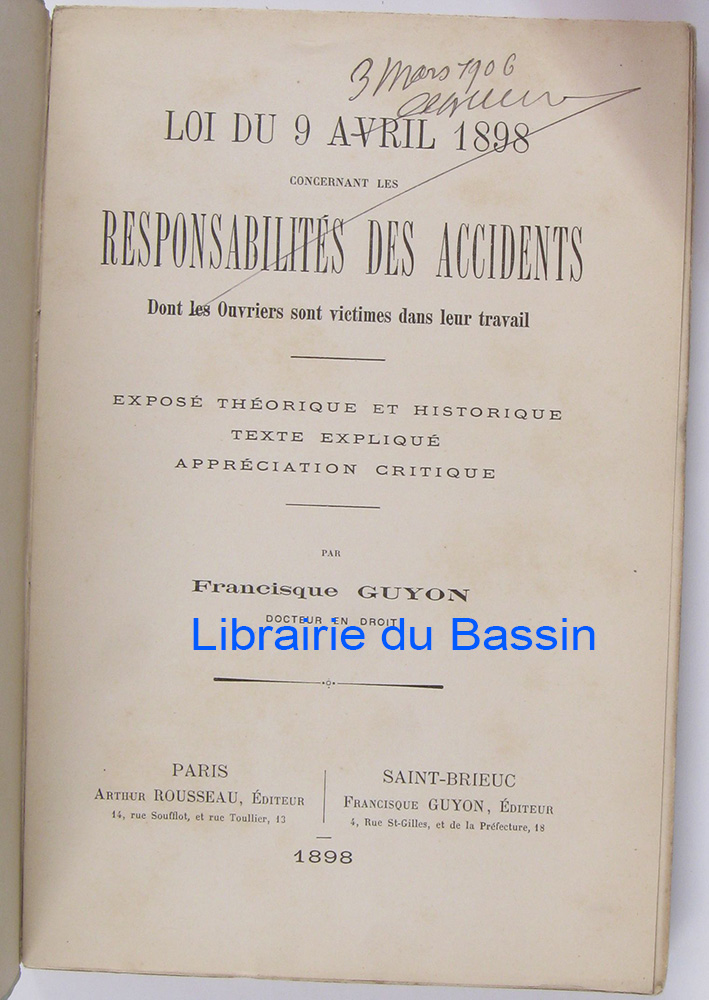 3 Mars 1906
LOI DU 9 AVRIL 1898
CONCERNANT LES
RESPONSABILITÉS DES ACCIDENTS
Dont les Ouvriers sont victimes dans leur travail
EXPOSÉ THÉORIQUE ET HISTORIQUE
TEXTE EXPLIQUÉ
APPRÉCIATION CRITIQUE
PAR
Francisque GUYON
DOCTEUR EN DROIT
Librairie du Bassin
PARIS
ARTHUR ROUSSEAU, ÉDITEUR
14, rue Soufflot, et rue Toullier, 13
SAINT-BRIEUC
FRANCISQUE GUYON, ÉDITEUR
4, Rue St-Gilles, et de la Préfecture, 18
1898